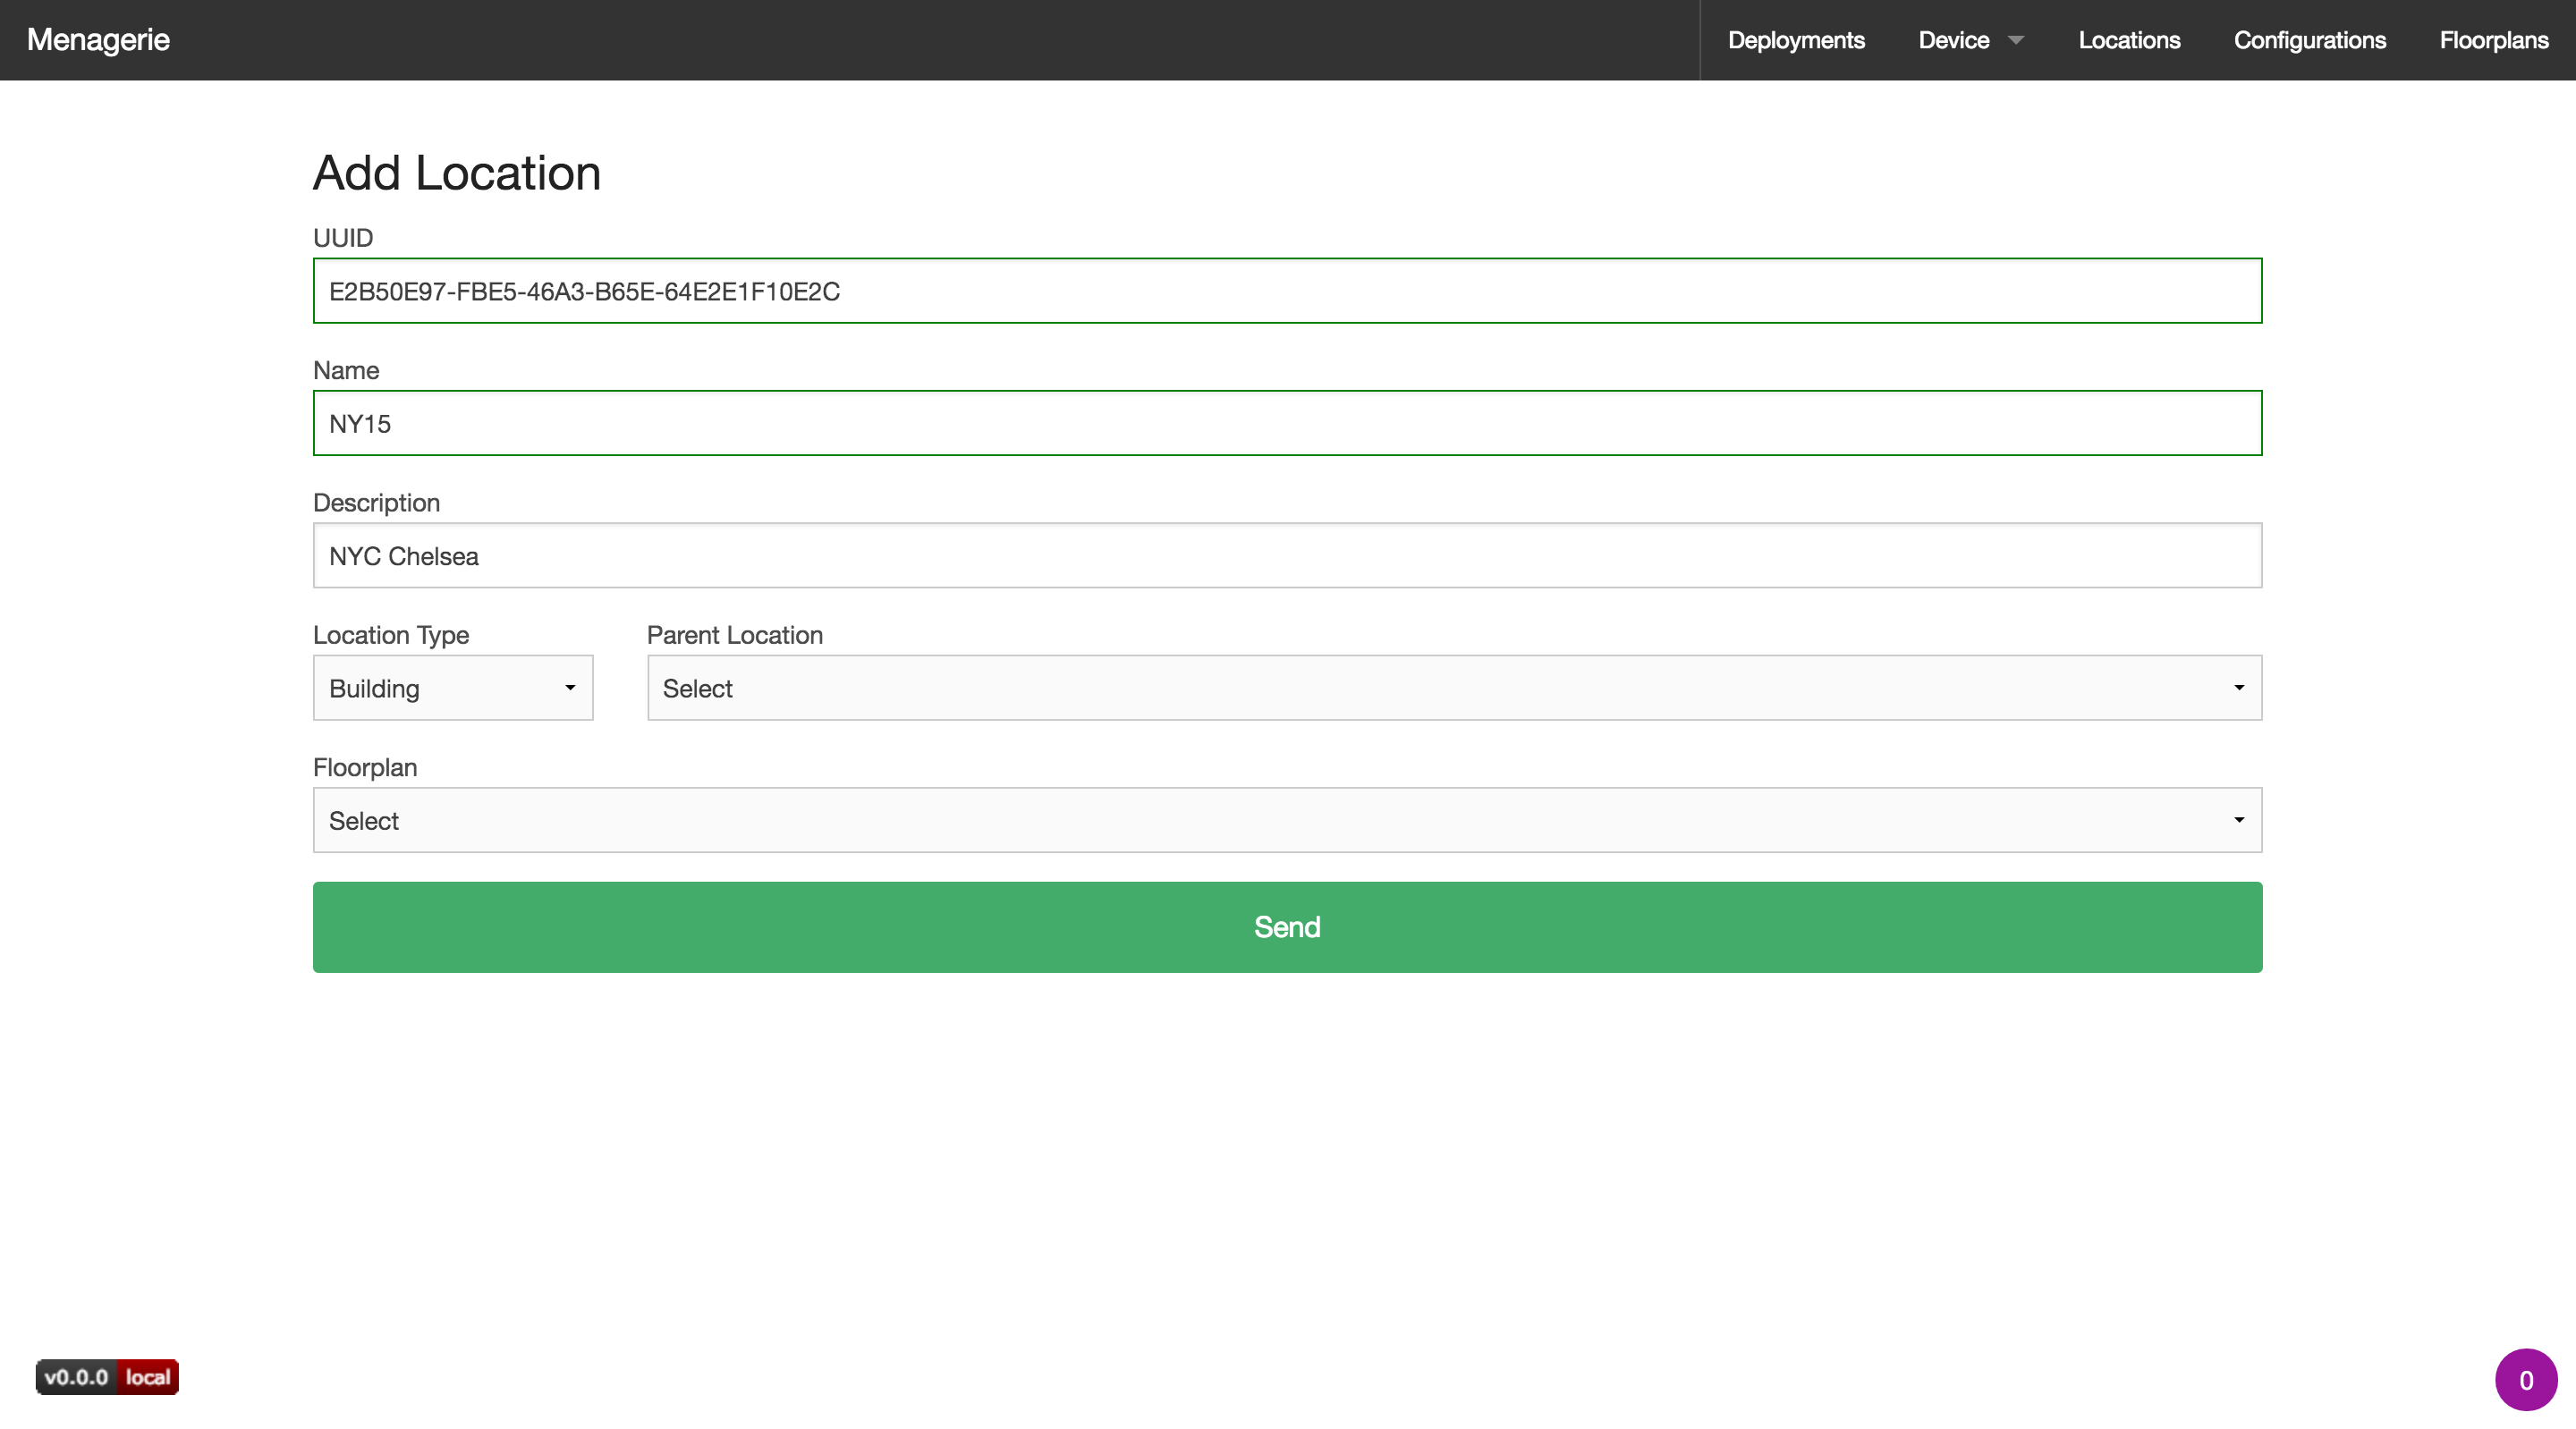 Menagerie
Deployments Device Locations Configurations Floorplans
Add Location
UUID
E2B50E97-FBE5-46A3-B65E-64E2E1F10E2C
Name
NY15
Description
NYC Chelsea
Location Type Parent Location
Building Select
Floorplan
Select
Send
v0.0.0 local
0